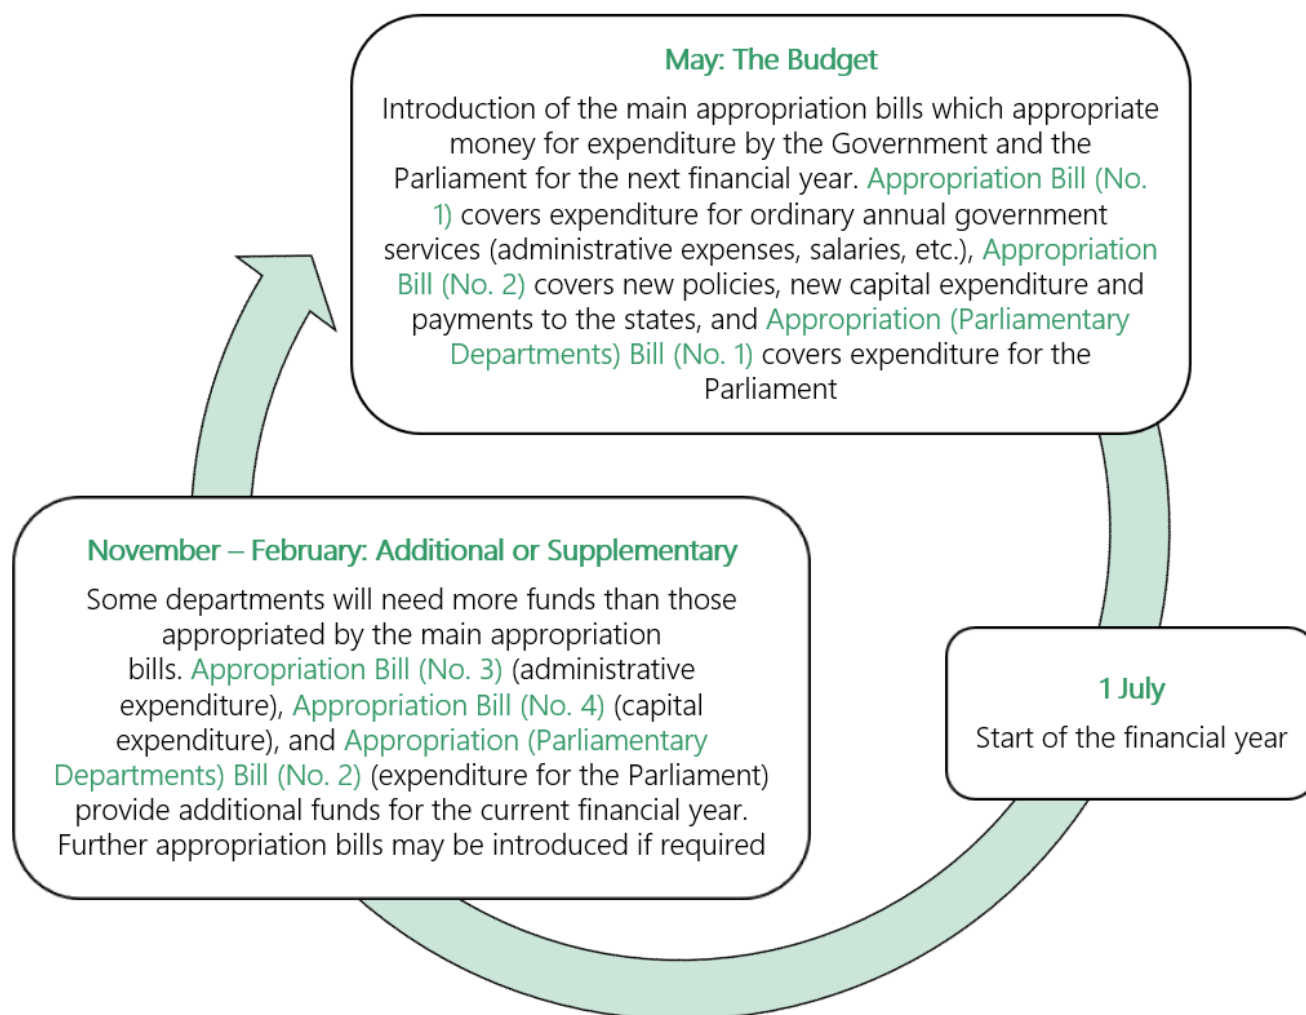 May: The Budget
Introduction of the main appropriation bills which appropriate
money for expenditure by the Government and the
Parliament for the next financial year. Appropriation Bill (No.
1) covers expenditure for ordinary annual government
services (administrative expenses, salaries, etc.), Appropriation
Bill (No. 2) covers new policies, new capital expenditure and
payments to the states, and Appropriation (Parliamentary
Departments) Bill (No. 1) covers expenditure for the
Parliament
1 July
Start of the financial year
November – February: Additional or Supplementary
Some departments will need more funds than those
appropriated by the main appropriation
bills. Appropriation Bill (No. 3) (administrative
expenditure), Appropriation Bill (No. 4) (capital
expenditure), and Appropriation (Parliamentary
Departments) Bill (No. 2) (expenditure for the Parliament)
provide additional funds for the current financial year.
Further appropriation bills may be introduced if required